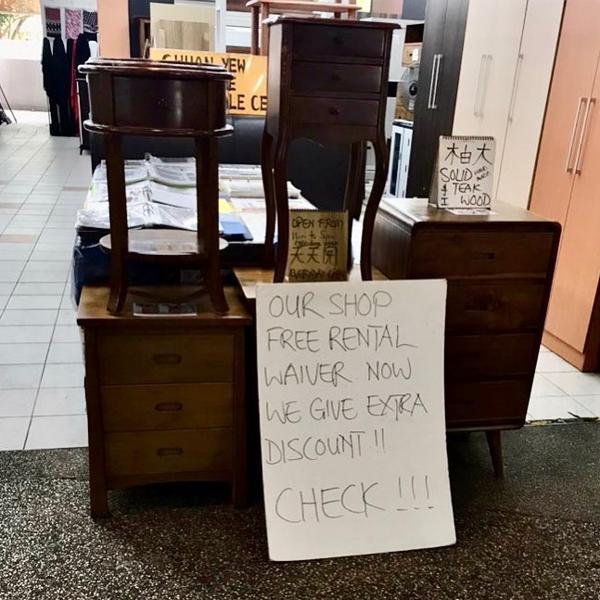 CHUAN YEW
LE CE
柚木
SOLID
TEAK
WOOD
OPEN FROM
天天開
EVERYDAY
OUR SHOP
FREE RENTAL
WAIVER NOW
WE GIVE EXTRA
DISCOUNT !!
CHECK !!!